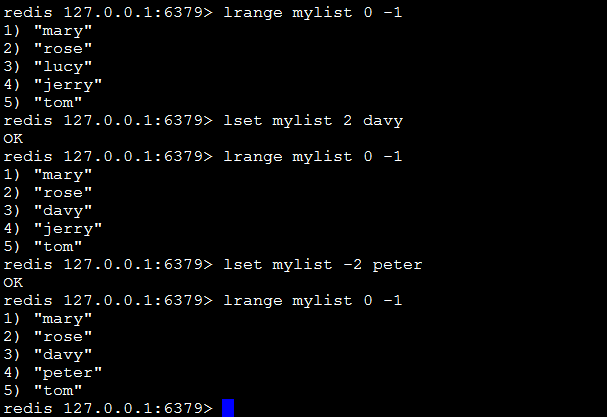 redis 127.0.0.1:6379> lrange mylist 0 -1
1) "mary"
2) "rose"
3) "lucy"
4) "jerry"
5) "tom"
redis 127.0.0.1:6379> lset mylist 2 davy
OK
redis 127.0.0.1:6379> lrange mylist 0 -1
1) "mary"
2) "rose"
3) "davy"
4) "jerry"
5) "tom"
redis 127.0.0.1:6379> lset mylist -2 peter
OK
redis 127.0.0.1:6379> lrange mylist 0 -1
1) "mary"
2) "rose"
3) "davy"
4) "peter"
5) "tom"
redis 127.0.0.1:6379>